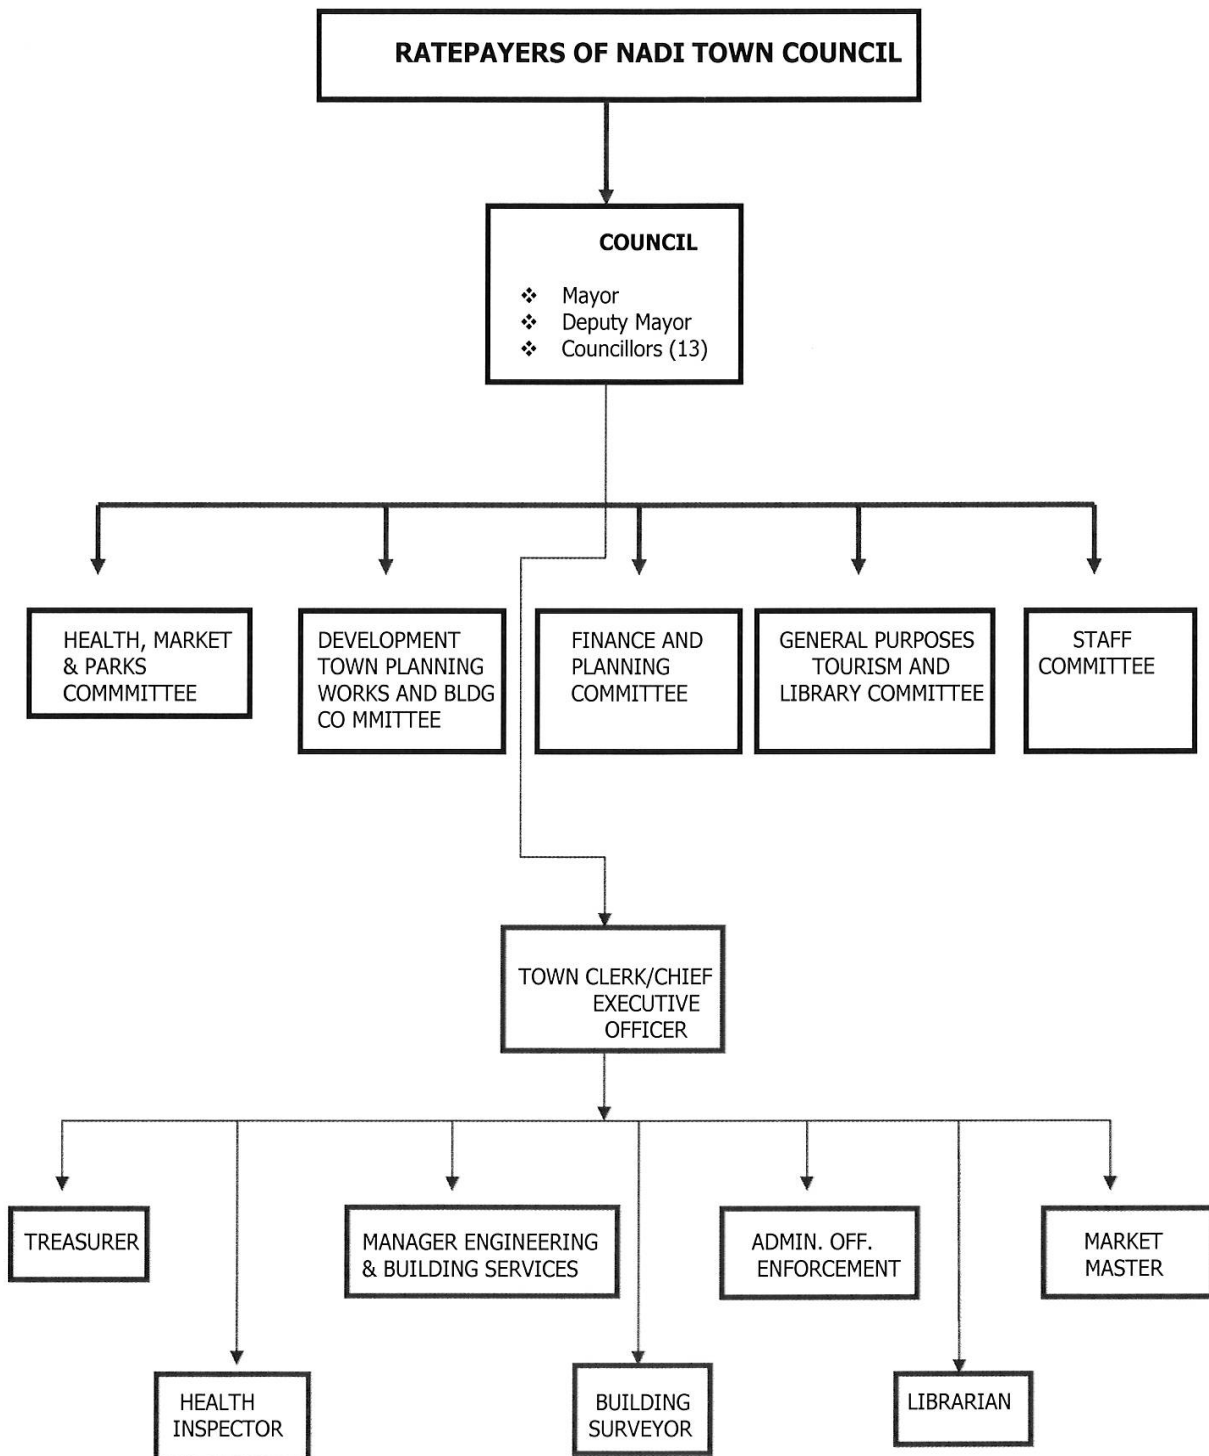 RATEPAYERS OF NADI TOWN COUNCIL
COUNCIL
❖ Mayor
❖ Deputy Mayor
❖ Councillors (13)
HEALTH, MARKET
& PARKS
COMMMITTEE
DEVELOPMENT
TOWN PLANNING
WORKS AND BLDG
CO MMITTEE
FINANCE AND
PLANNING
COMMITTEE
GENERAL PURPOSES
TOURISM AND
LIBRARY COMMITTEE
STAFF
COMMITTEE
TOWN CLERK/CHIEF
EXECUTIVE
OFFICER
TREASURER
MANAGER ENGINEERING
& BUILDING SERVICES
ADMIN. OFF.
ENFORCEMENT
MARKET
MASTER
HEALTH
INSPECTOR
BUILDING
SURVEYOR
LIBRARIAN